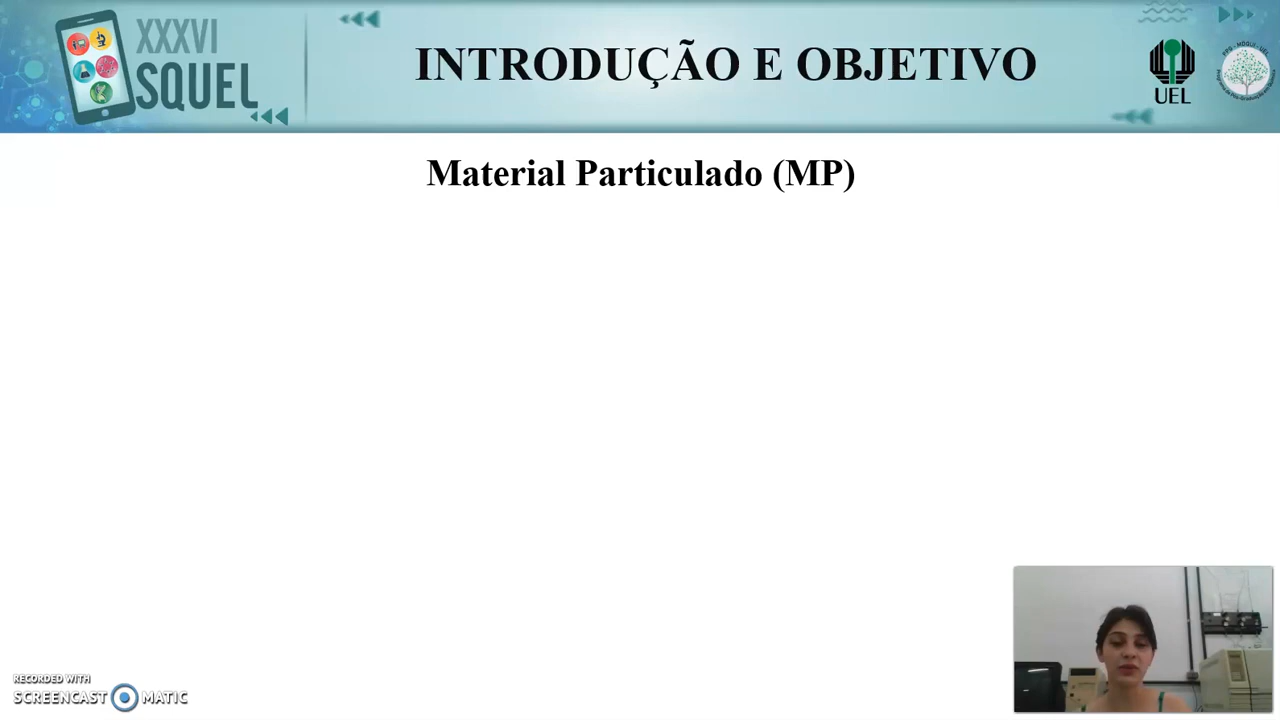 XXXVI
SQUEL
INTRODUÇÃO E OBJETIVO
UEL
Material Particulado (MP)
RECORDED WITH
SCREENCAST MATIC